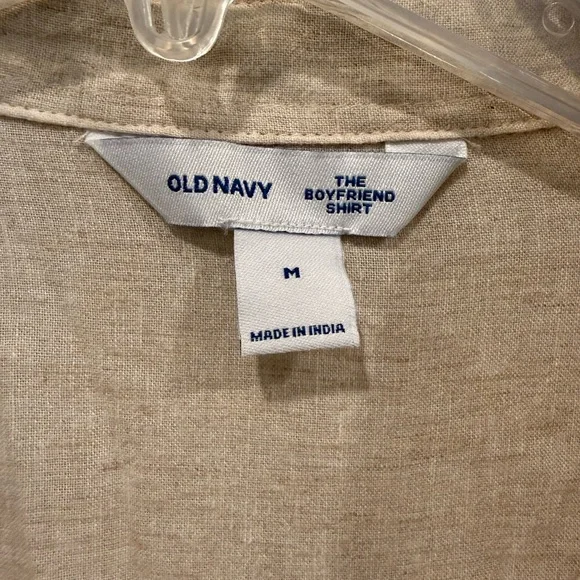 OLD NAVY
THE
BOYFRIEND
SHIRT
M
MADE IN INDIA